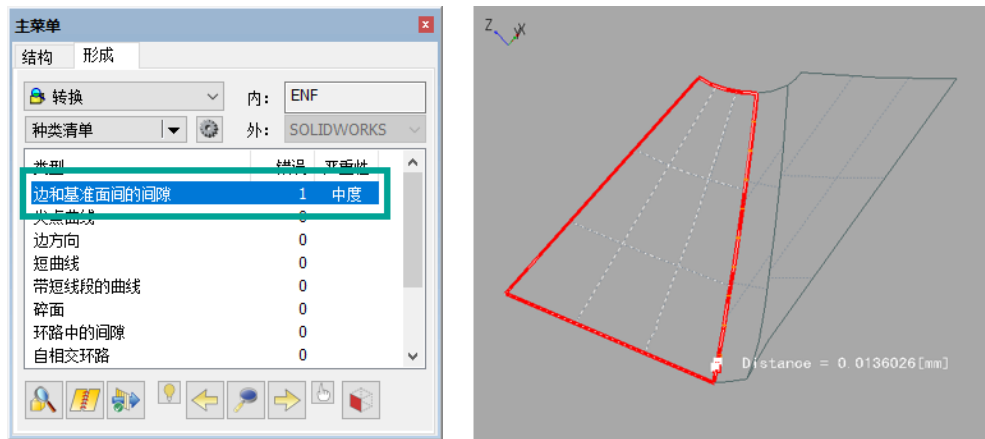 主菜单
结构 形成
转换 内: ENF
种类清单 外: SOLIDWORKS
类型 错误 严重性
边和基准面间的间隙 1 中度
尖点曲线 0
边方向 0
短曲线 0
带短线段的曲线 0
碎面 0
环路中的间隙 0
自相交环路 0
Z X
Distance = 0.0136026[mm]